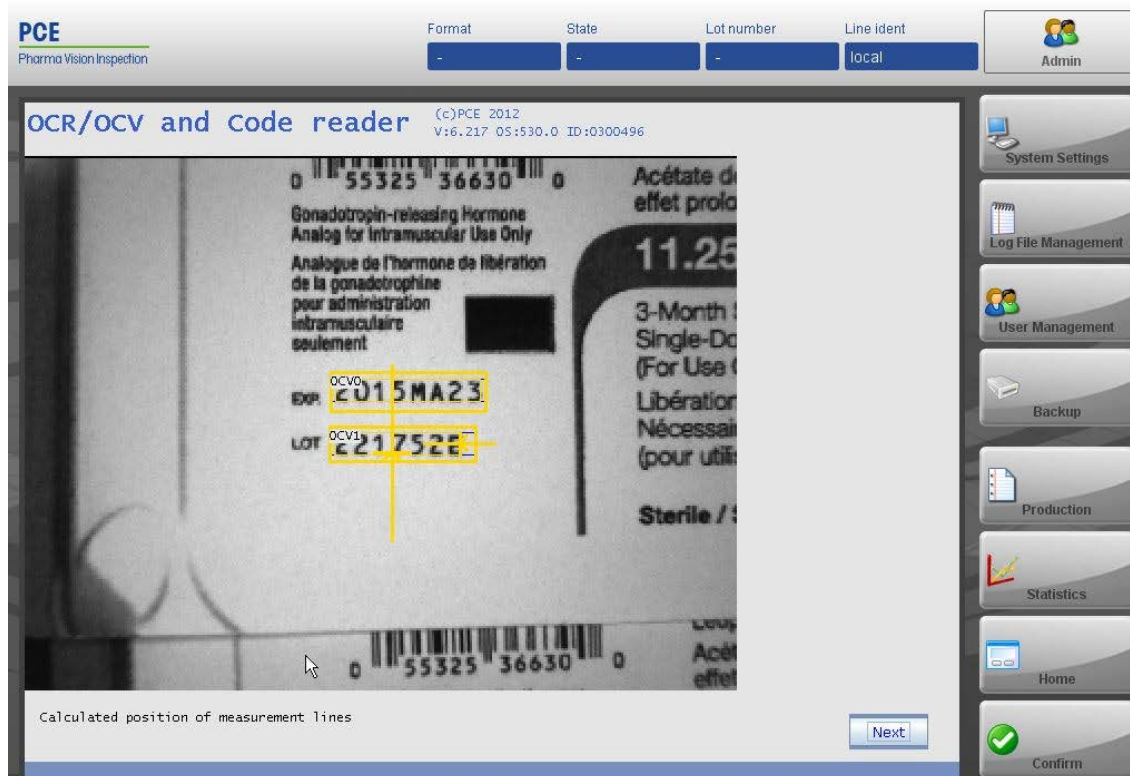 PCE
Pharma Vision Inspection
Format
State
Lot number
Line ident
-
-
-
local
Admin
OCR/OCV and Code reader
(c)PCE 2012
V:6.217 OS:530.0 ID:0300496
0 55325 36630 0
Gonadotropin-releasing Hormone
Analog for Intramuscular Use Only
Analogue de l'hormone de libération
de la gonadotrophine
pour administration
intramusculaire
seulement
Acétate d
effet prolo
11.25
3-Month
Single-Do
(For Use
Libération
Nécessai
(pour utili
Sterile /
OCV0
EXP. 2015MA23
OCV1
LOT 221752E
0 55325 36630 0
Acét
effet
Calculated position of measurement lines
Next
System Settings
Log File Management
User Management
Backup
Production
Statistics
Home
Confirm